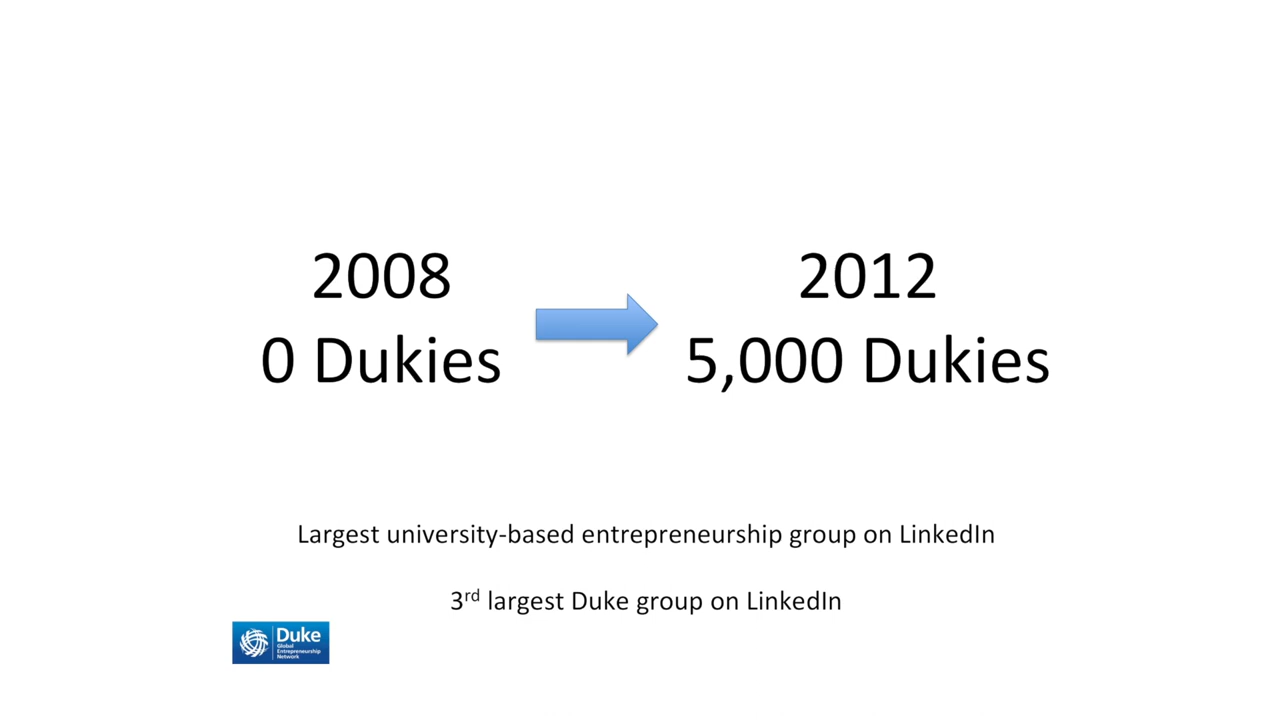 2008
2012
0 Dukies
5,000 Dukies
Largest university-based entrepreneurship group on LinkedIn
3rd largest Duke group on LinkedIn
Duke
Global
Entrepreneurship
Network